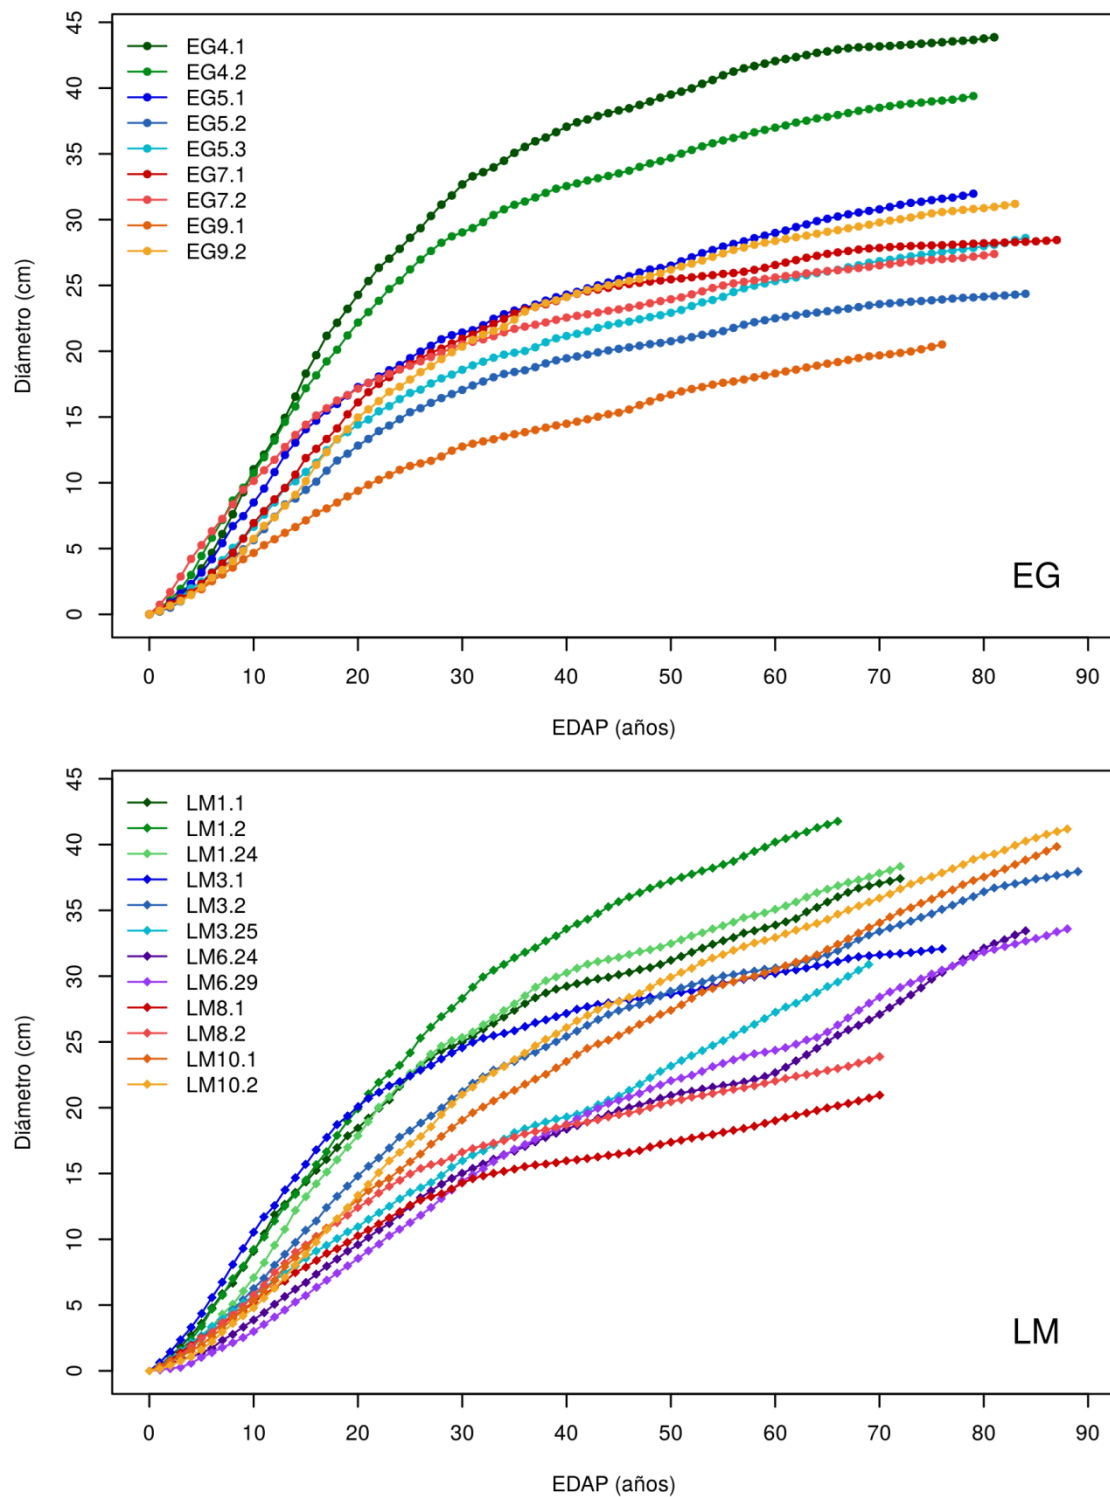 45
40
35
30
25
20
15
10
5
0
Diámetro (cm)
EG4.1
EG4.2
EG5.1
EG5.2
EG5.3
EG7.1
EG7.2
EG9.1
EG9.2
EG
0 10 20 30 40 50 60 70 80 90
EDAP (años)
45
40
35
30
25
20
15
10
5
0
Diámetro (cm)
LM1.1
LM1.2
LM1.24
LM3.1
LM3.2
LM3.25
LM6.24
LM6.29
LM8.1
LM8.2
LM10.1
LM10.2
LM
0 10 20 30 40 50 60 70 80 90
EDAP (años)